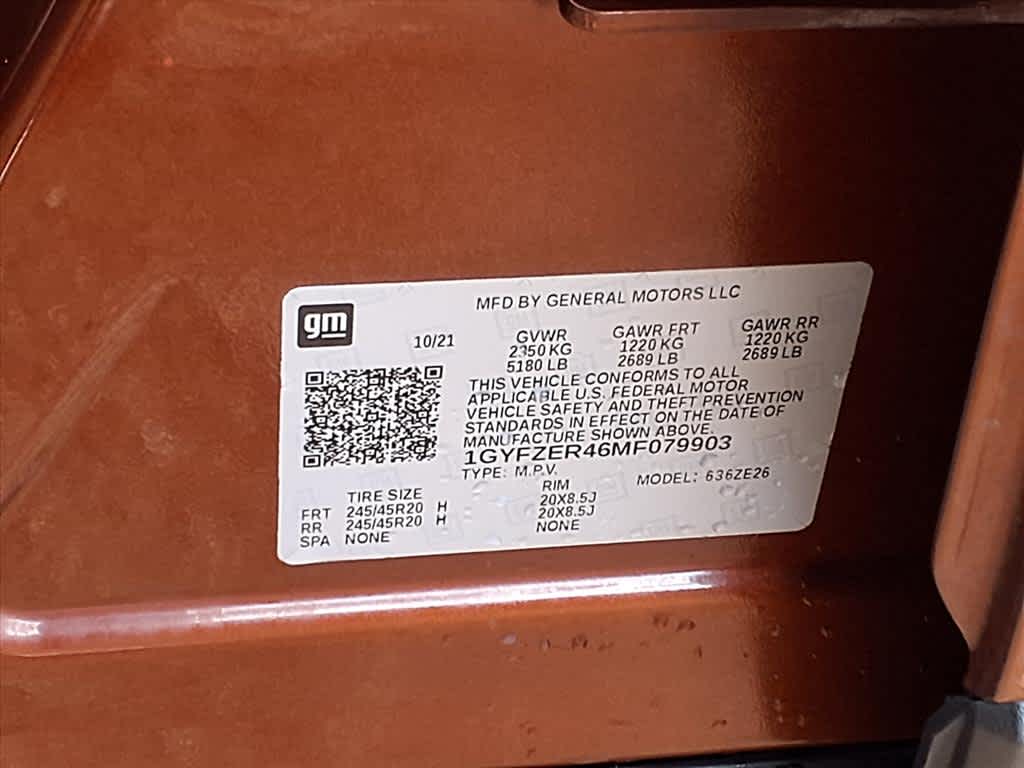 gm
MFD BY GENERAL MOTORS LLC
10/21
GVWR GAWR FRT GAWR RR
2350 KG 1220 KG 1220 KG
5180 LB 2689 LB 2689 LB
THIS VEHICLE CONFORMS TO ALL
APPLICABLE U.S. FEDERAL MOTOR
VEHICLE SAFETY AND THEFT PREVENTION
STANDARDS IN EFFECT ON THE DATE OF
MANUFACTURE SHOWN ABOVE.
1GYFZER46MF079903
TYPE: M.P.V. MODEL: 636ZE26
TIRE SIZE RIM
FRT 245/45R20 H 20X8.5J
RR 245/45R20 H 20X8.5J
SPA NONE NONE